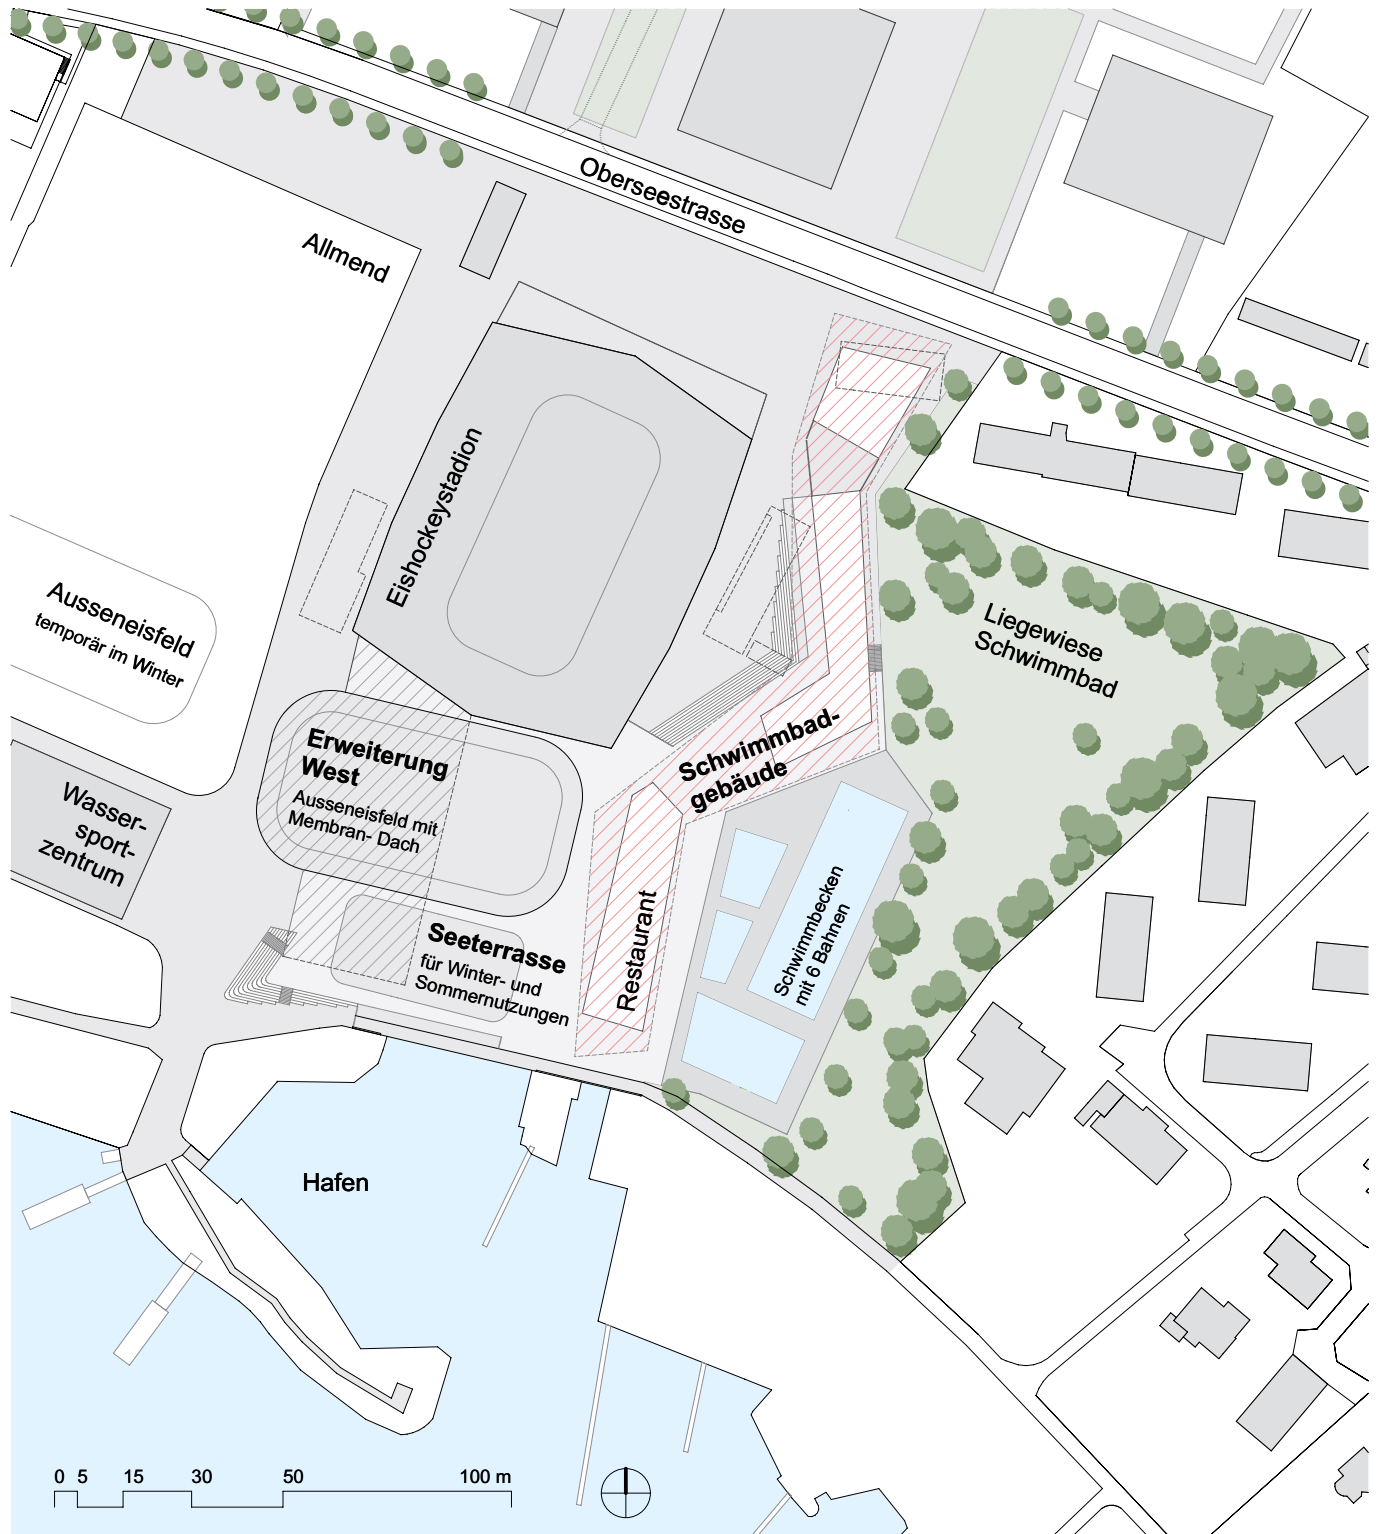 Oberseestrasse
Allmend
Eishockeystadion
Ausseneisfeld
temporär im Winter
Liegewiese
Schwimmbad
Schwimmbad-
gebäude
Erweiterung
West
Ausseneisfeld mit
Membran- Dach
Wasser-
sport-
zentrum
Schwimmbecken
mit 6 Bahnen
Restaurant
Seeterrasse
für Winter- und
Sommernutzungen
Hafen
0 5 15 30 50 100 m